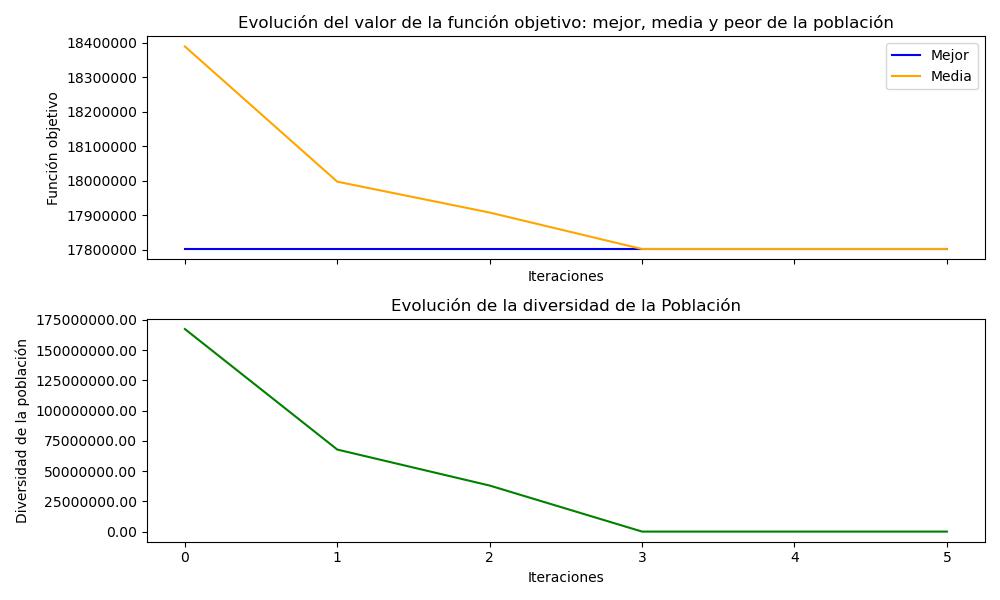 Evolución del valor de la función objetivo: mejor, media y peor de la población
Función objetivo
18400000
18300000
18200000
18100000
18000000
17900000
17800000
Mejor
Media
Iteraciones
Evolución de la diversidad de la Población
Diversidad de la población
175000000.00
150000000.00
125000000.00
100000000.00
75000000.00
50000000.00
25000000.00
0.00
0 1 2 3 4 5
Iteraciones